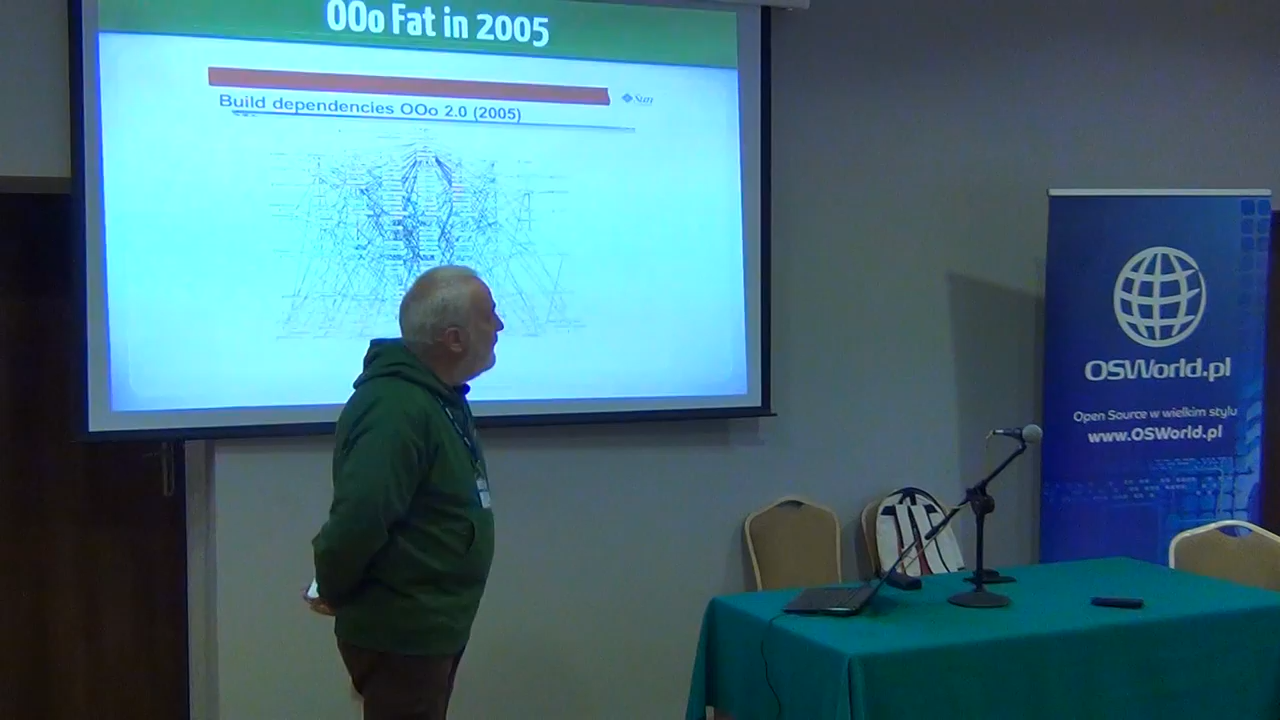 OOo Fat in 2005
Sun
Build dependencies OOo 2.0 (2005)
OSWorld.pl
Open Source w wielkim stylu
www.OSWorld.pl